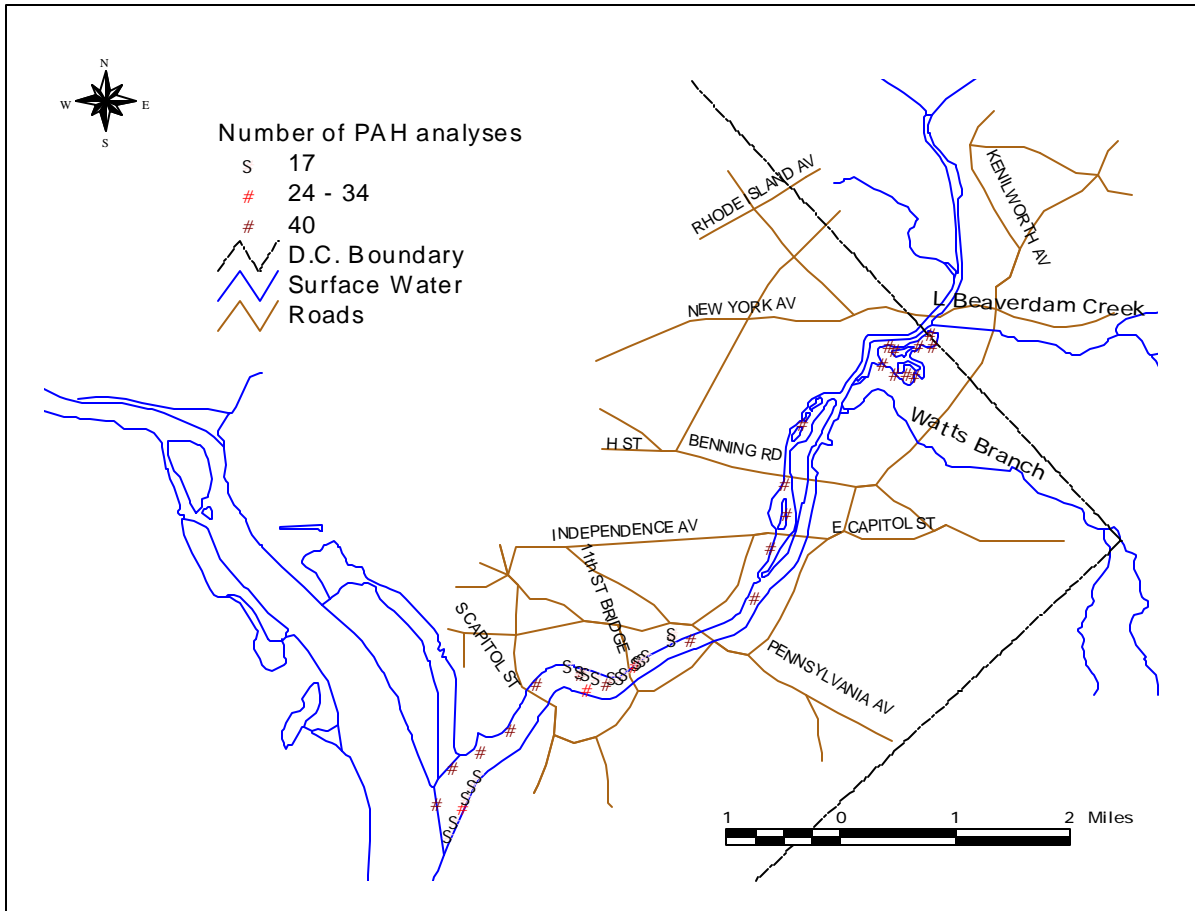 N
W E
S
Number of PAH analyses
S 17
# 24 - 34
# 40
D.C. Boundary
Surface Water
Roads
RHODE ISLAND AV
KENILWORTH AV
NEW YORK AV
L Beaverdam Creek
H ST
BENNING RD
Watts Branch
INDEPENDENCE AV
E CAPITOL ST
11th ST BRIDGE
S CAPITOL ST
PENNSYLVANIA AV
1 0 1 2 Miles